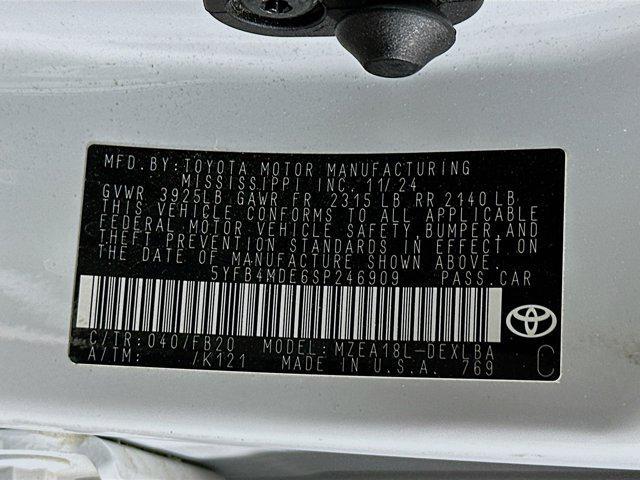 MFD. BY: TOYOTA MOTOR MANUFACTURING
MISSISSIPPI INC. 11/24
GVWR 3925LB GAWR FR 2315 LB RR 2140 LB
THIS VEHICLE CONFORMS TO ALL APPLICABLE
FEDERAL MOTOR VEHICLE SAFETY, BUMPER, AND
THEFT PREVENTION STANDARDS IN EFFECT ON
THE DATE OF MANUFACTURE SHOWN ABOVE.
5YFB4MDE6SP246909 PASS. CAR
C/TR: 040/FB20 MODEL: MZEA18L-DEXLBA
A/TM: /K121 MADE IN U.S.A. 769 C